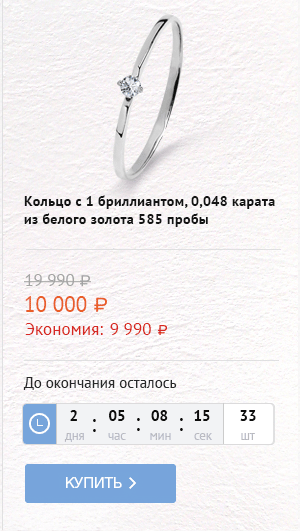 Кольцо с 1 бриллиантом, 0,048 карата
из белого золота 585 пробы
19 990 ₽
10 000 ₽
Экономия: 9 990 ₽
До окончания осталось
2 : 05 : 08 : 15 33
дня час мин сек шт
КУПИТЬ >